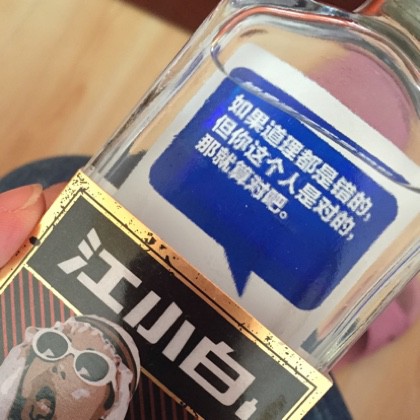 如果道理都是错的，
但你这个人是对的，
那就算对吧。
江小白